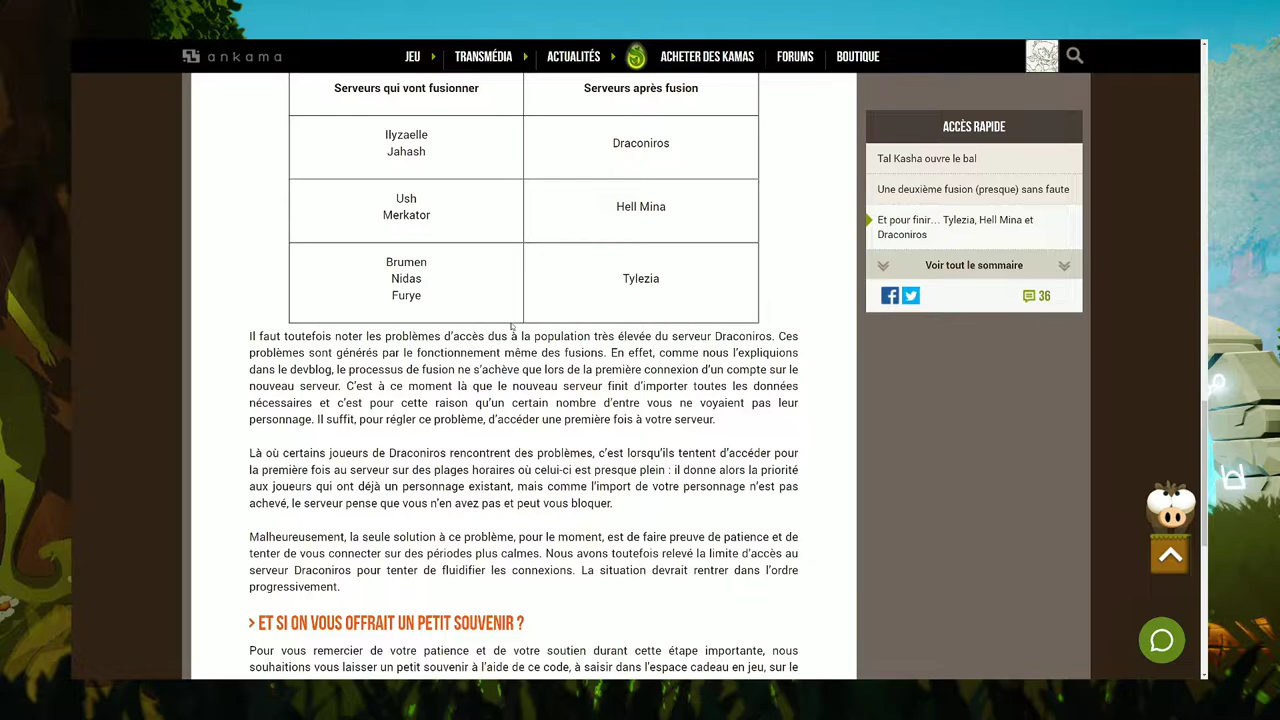 ankama
JEU
TRANSMÉDIA
ACTUALITÉS
ACHETER DES KAMAS
FORUMS
BOUTIQUE
Serveurs qui vont fusionner
Serveurs après fusion
Ilyzaelle
Jahash
Draconiros
Ush
Merkator
Hell Mina
Brumen
Nidas
Furye
Tylezia
Il faut toutefois noter les problèmes d'accès dus à la population très élevée du serveur Draconiros. Ces
problèmes sont générés par le fonctionnement même des fusions. En effet, comme nous l'expliquions
dans le devblog, le processus de fusion ne s'achève que lors de la première connexion d'un compte sur le
nouveau serveur. C'est à ce moment là que le nouveau serveur finit d'importer toutes les données
nécessaires et c'est pour cette raison qu'un certain nombre d'entre vous ne voyaient pas leur
personnage. Il suffit, pour régler ce problème, d'accéder une première fois à votre serveur.
Là où certains joueurs de Draconiros rencontrent des problèmes, c'est lorsqu'ils tentent d'accéder pour
la première fois au serveur sur des plages horaires où celui-ci est presque plein : il donne alors la priorité
aux joueurs qui ont déjà un personnage existant, mais comme l'import de votre personnage n'est pas
achevé, le serveur pense que vous n'en avez pas et peut vous bloquer.
Malheureusement, la seule solution à ce problème, pour le moment, est de faire preuve de patience et de
tenter de vous connecter sur des périodes plus calmes. Nous avons toutefois relevé la limite d'accès au
serveur Draconiros pour tenter de fluidifier les connexions. La situation devrait rentrer dans l'ordre
progressivement.
> ET SI ON VOUS OFFRAIT UN PETIT SOUVENIR ?
Pour vous remercier de votre patience et de votre soutien durant cette étape importante, nous
souhaitions vous laisser un petit souvenir à l'aide de ce code, à saisir dans l'espace cadeau en jeu, sur le
ACCÈS RAPIDE
Tal Kasha ouvre le bal
Une deuxième fusion (presque) sans faute
Et pour finir… Tylezia, Hell Mina et
Draconiros
Voir tout le sommaire
36